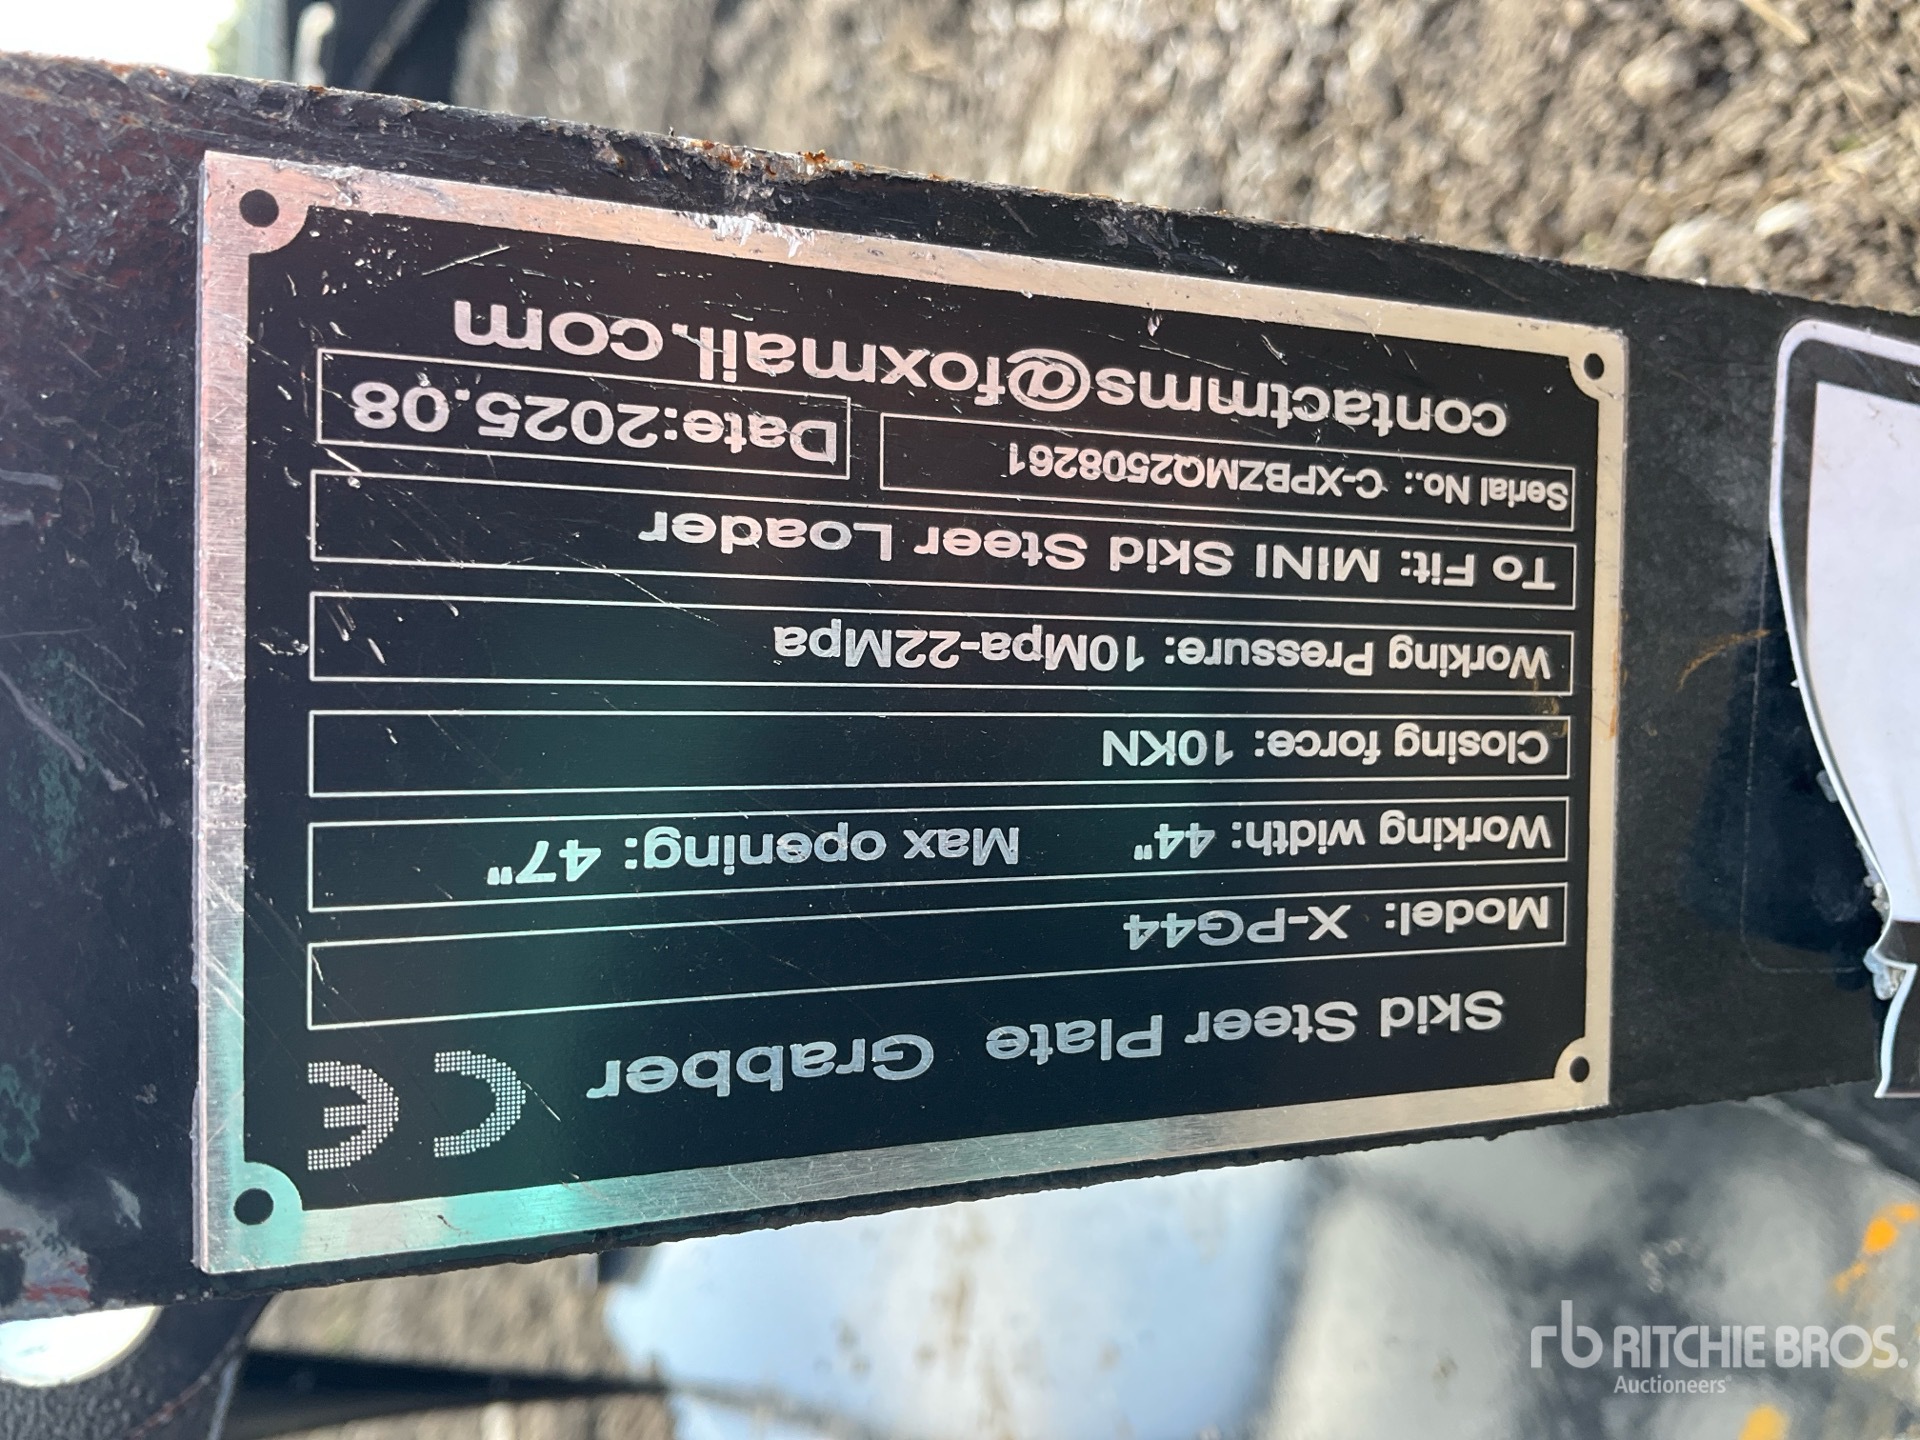 Skid Steer Plate Grabber CE
Model: X-PG44
Working width: 44" Max opening: 47"
Closing force: 10KN
Working Pressure: 10Mpa-22Mpa
To Fit: MINI Skid Steer Loader
Serial No.: C-XPBZMQ2508261 Date:2025.08
contactmms@foxmail.com
rb RITCHIE BROS.
Auctioneers